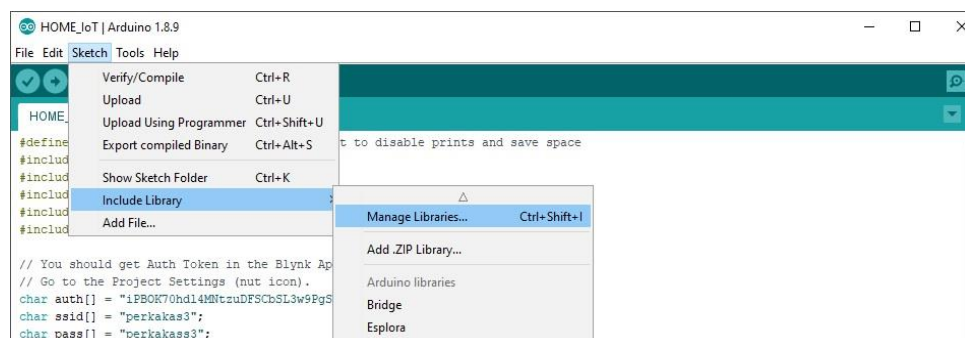 HOME_IoT | Arduino 1.8.9
File Edit Sketch Tools Help
Verify/Compile Ctrl+R
Upload Ctrl+U
Upload Using Programmer Ctrl+Shift+U
Export compiled Binary Ctrl+Alt+S
Show Sketch Folder Ctrl+K
Include Library
Add File...
Manage Libraries... Ctrl+Shift+I
Add .ZIP Library...
Arduino libraries
Bridge
Esplora
HOME_
#define t to disable prints and save space
#includ
#includ
#includ
#includ
#includ
// You should get Auth Token in the Blynk Ap
// Go to the Project Settings (nut icon).
char auth[] = "iPBOK70hdl4MNtzuDFSCbSL3w9PgS
char ssid[] = "perkakas3";
char pass[] = "perkakass3";